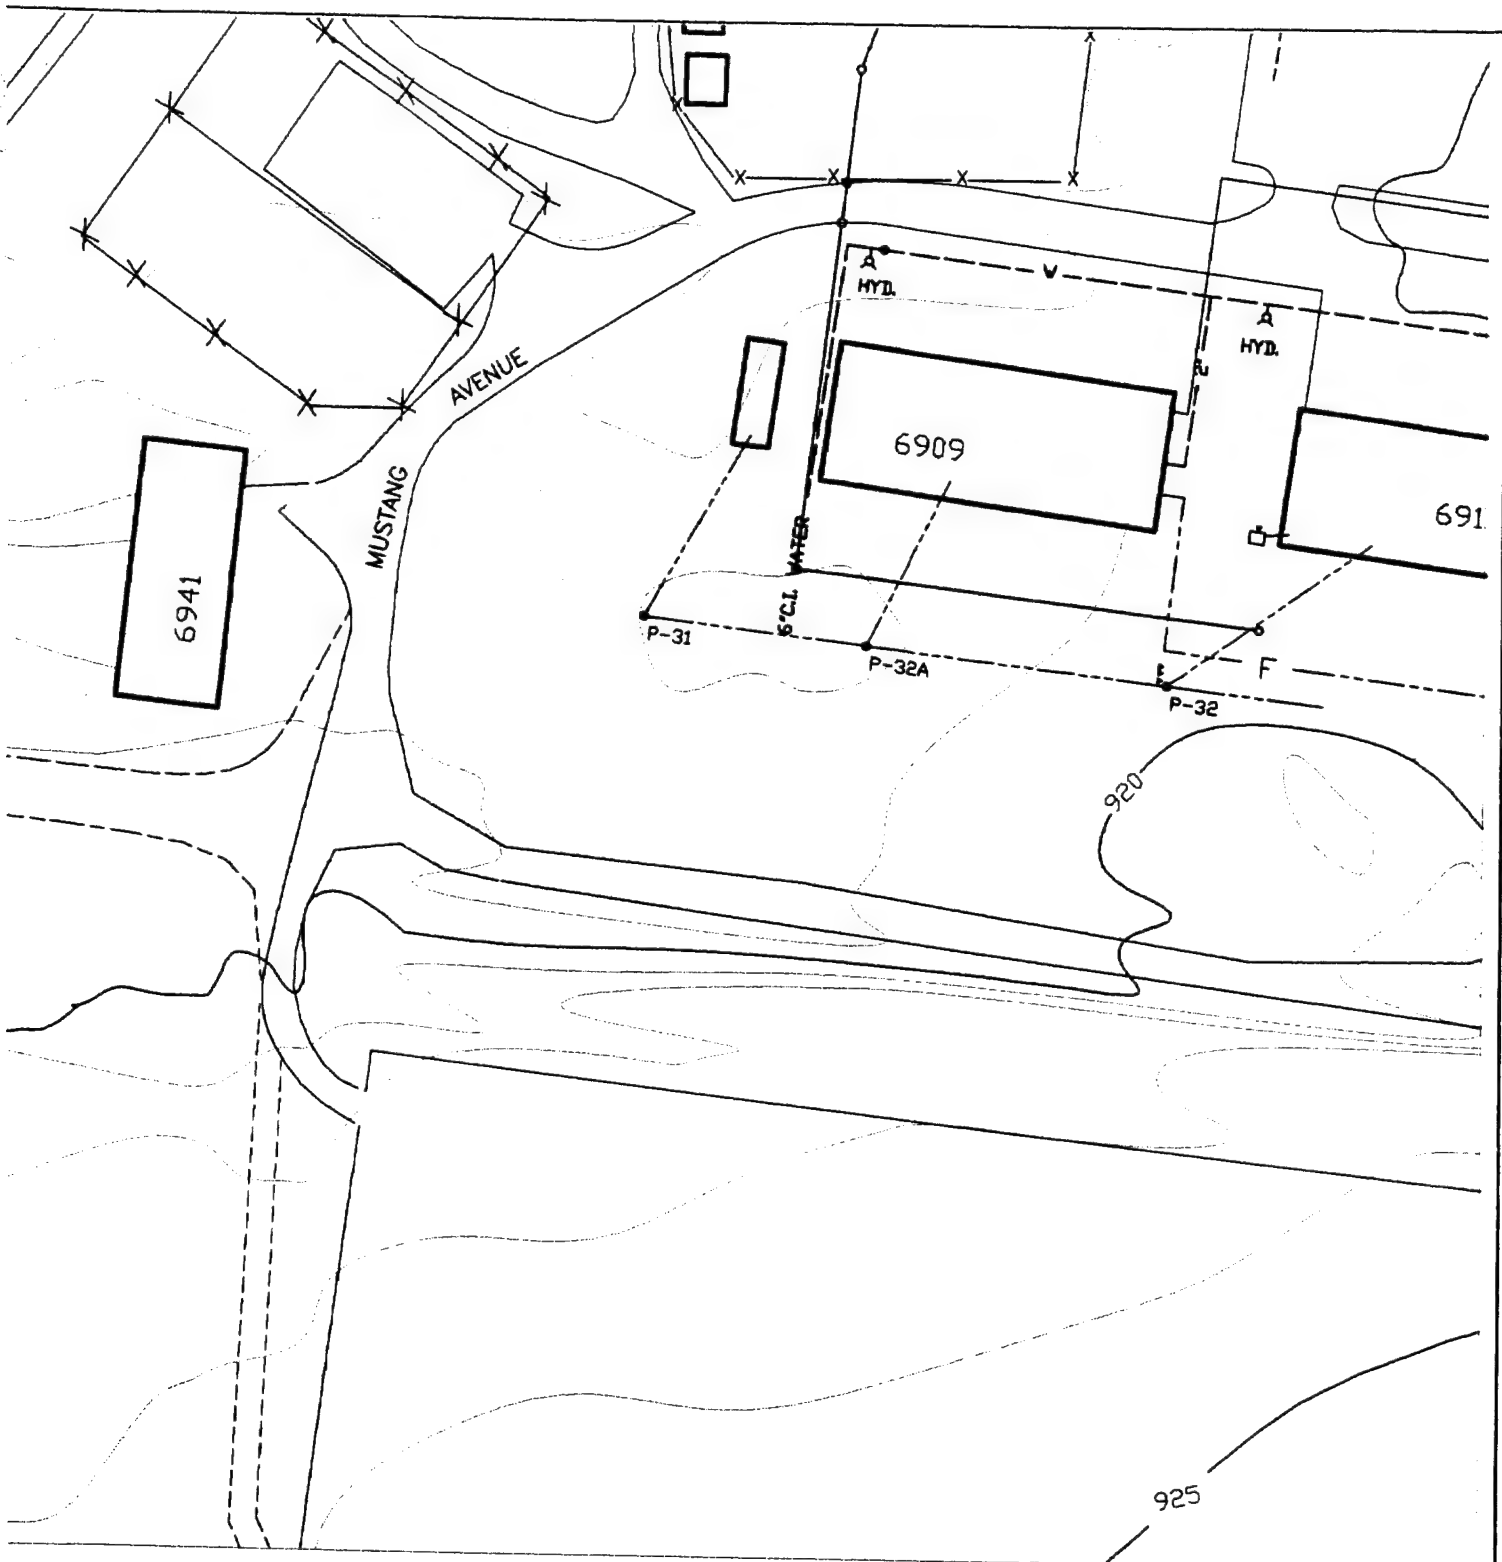 HYD.
W
HYD.
AVENUE
6909
MUSTANG
691
6"C.I. WATER
6941
P-31
P-32A
F
P-32
920
925